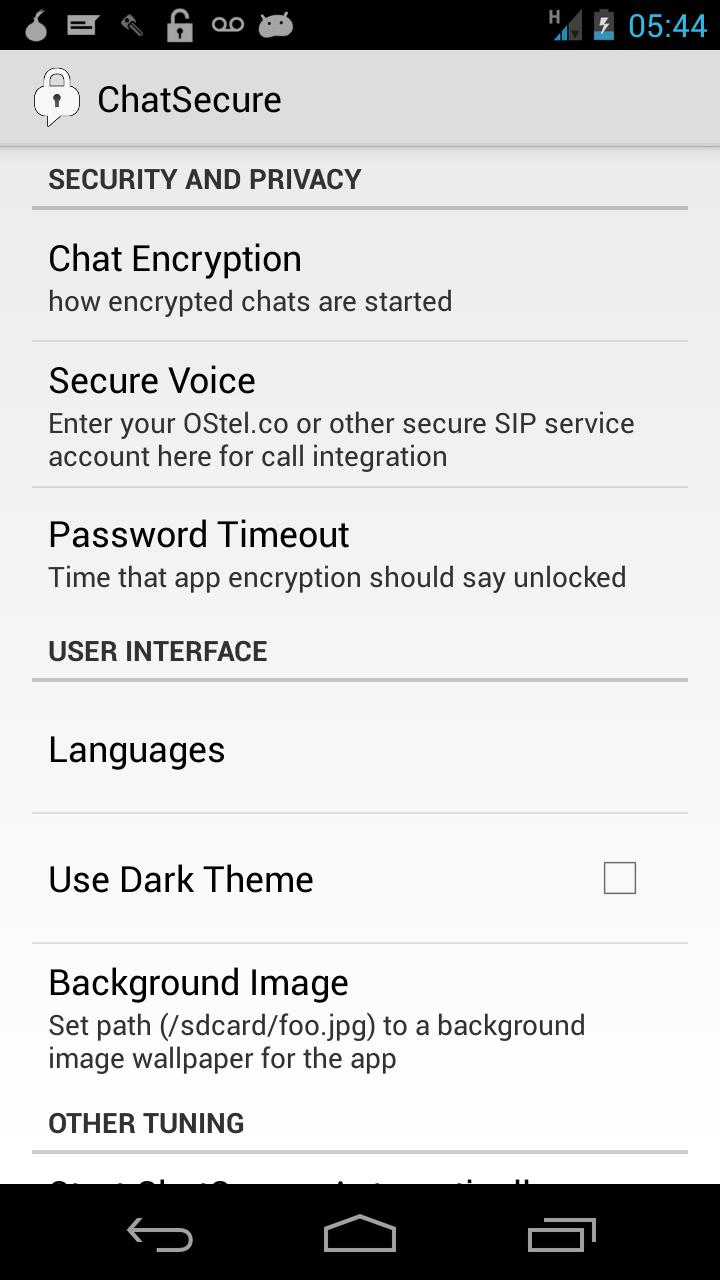 H 05:44
ChatSecure
SECURITY AND PRIVACY
Chat Encryption
how encrypted chats are started
Secure Voice
Enter your OStel.co or other secure SIP service
account here for call integration
Password Timeout
Time that app encryption should say unlocked
USER INTERFACE
Languages
Use Dark Theme
Background Image
Set path (/sdcard/foo.jpg) to a background
image wallpaper for the app
OTHER TUNING